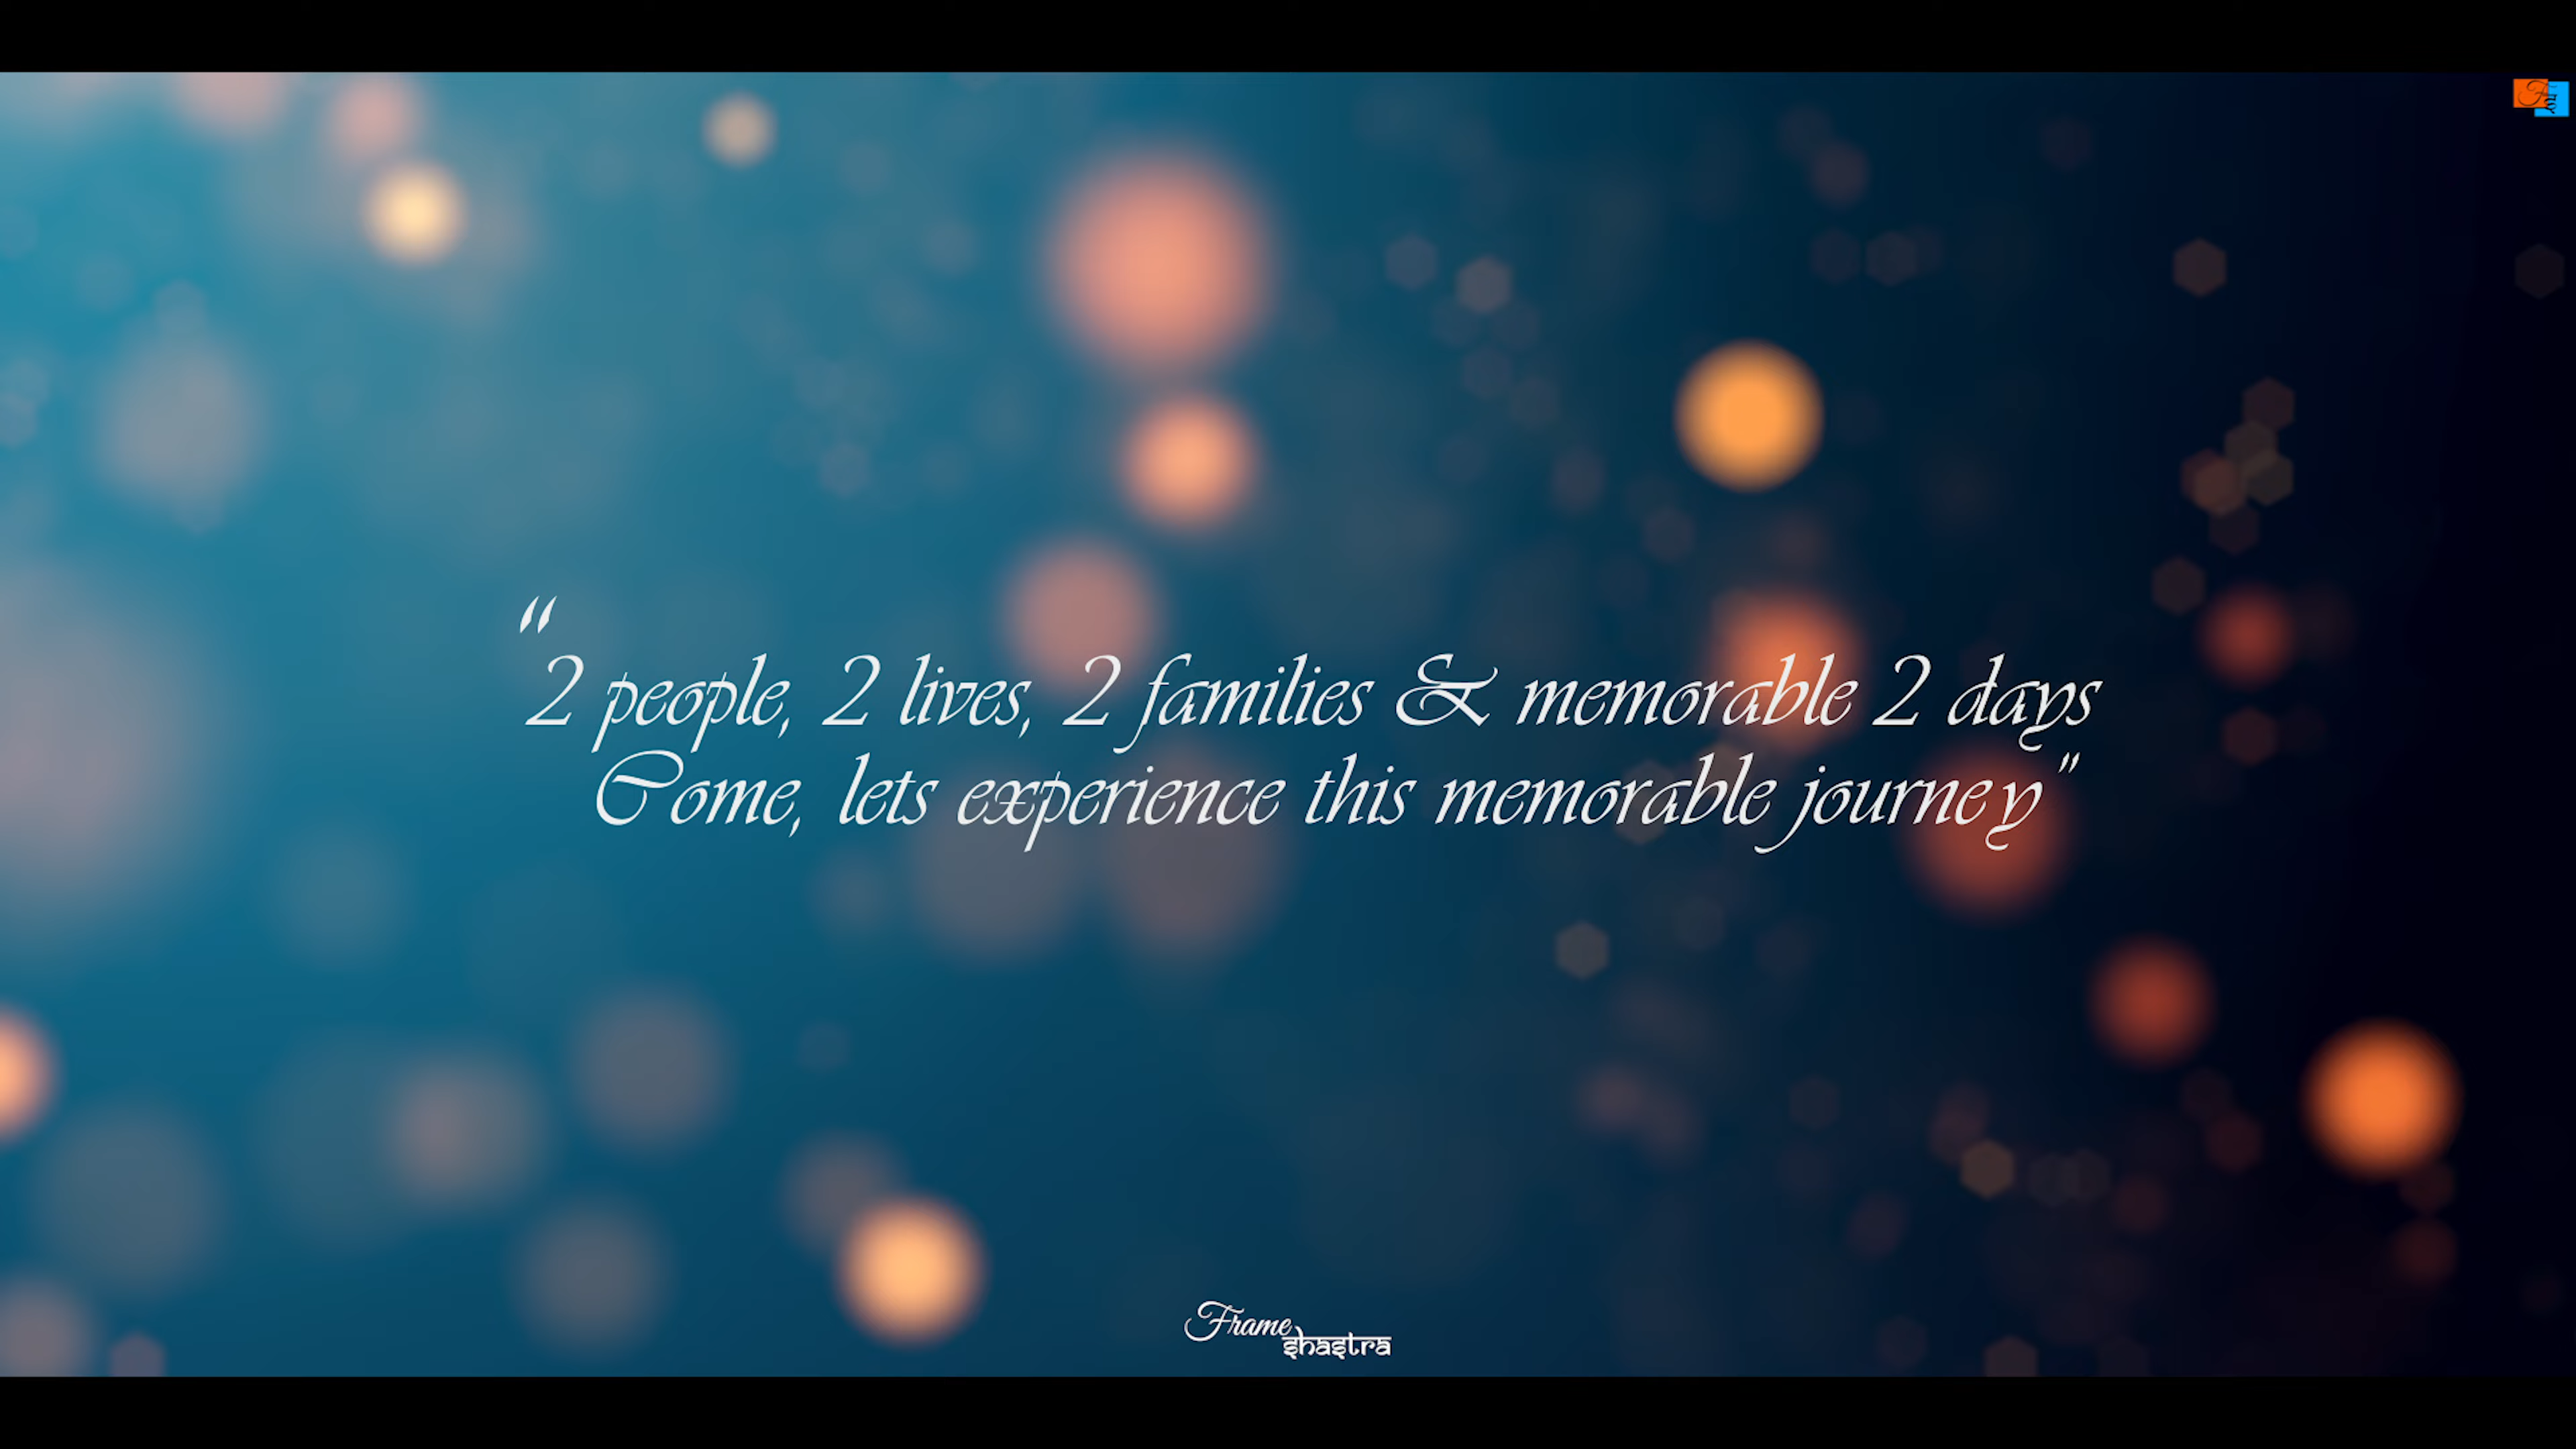 "2 people, 2 lives, 2 families & memorable 2 days
Come, lets experience this memorable journey"
Frame
shastra